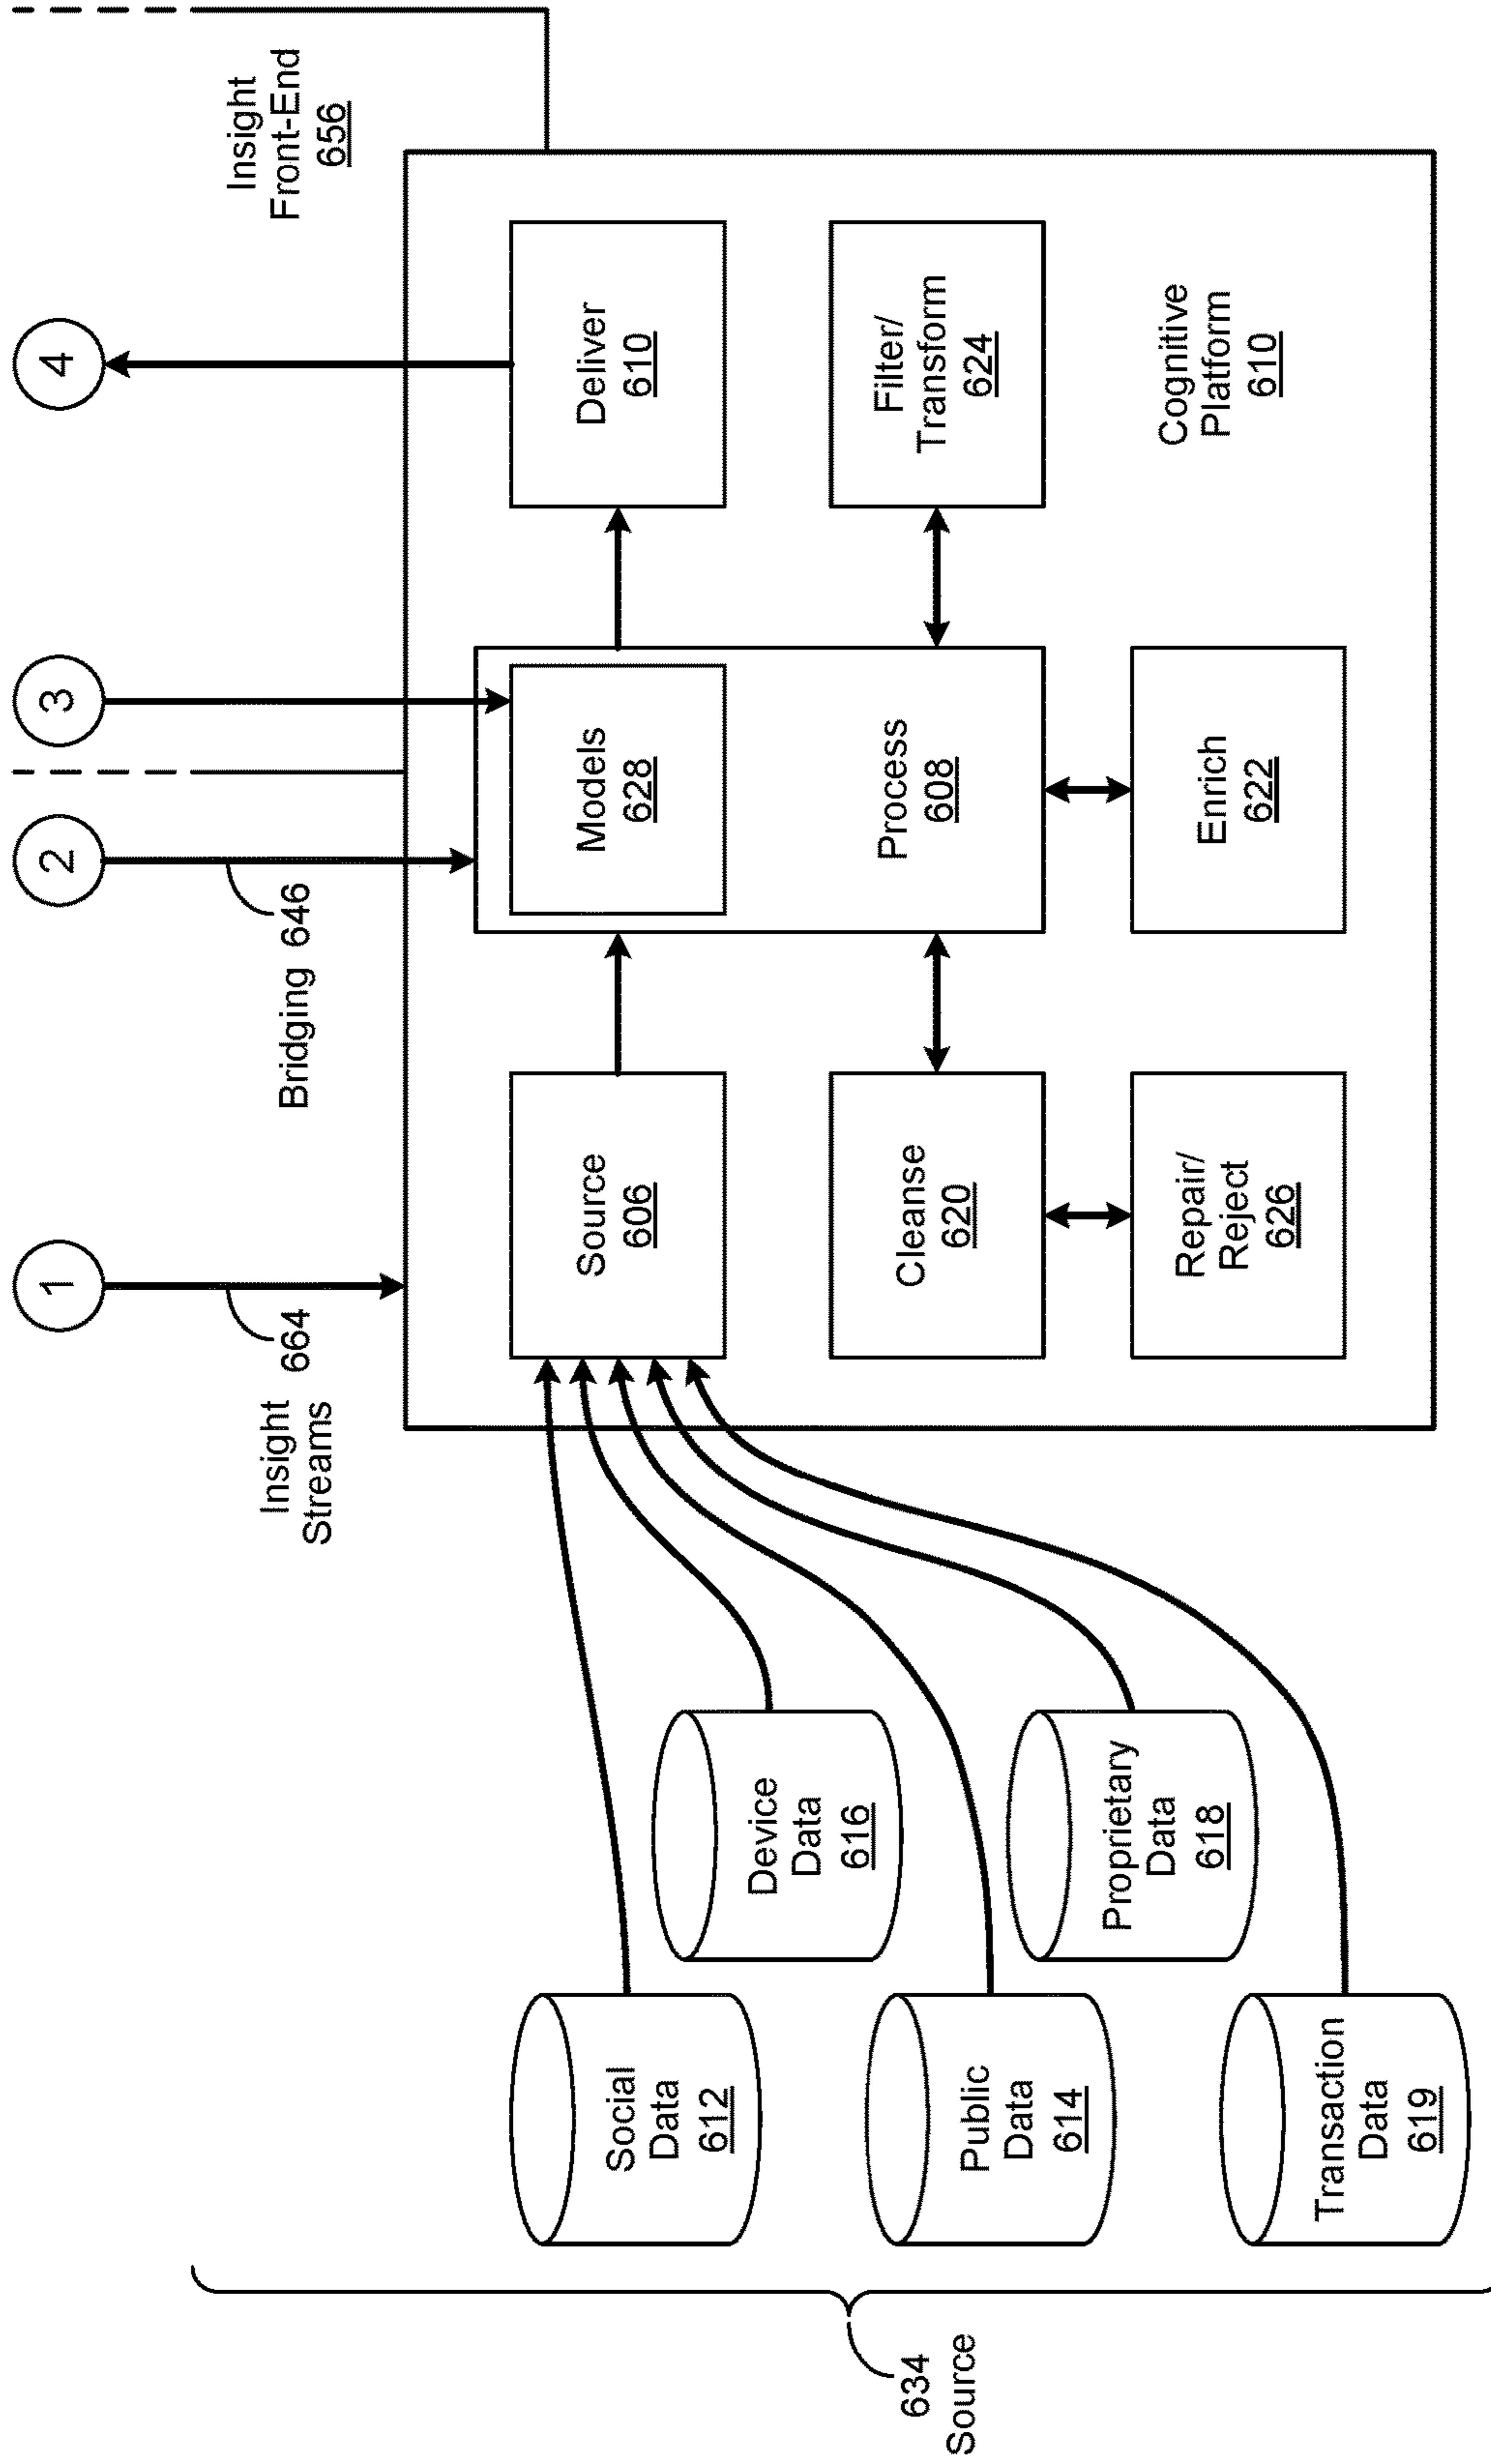 1
2
3
4
Insight
Streams
664
Bridging 646
Insight
Front-End
656
Source
606
Models
628
Process
608
Deliver
610
Cleanse
620
Filter/
Transform
624
Repair/
Reject
626
Enrich
622
Cognitive
Platform
610
Social
Data
612
Device
Data
616
Public
Data
614
Proprietary
Data
618
Transaction
Data
619
634
Source